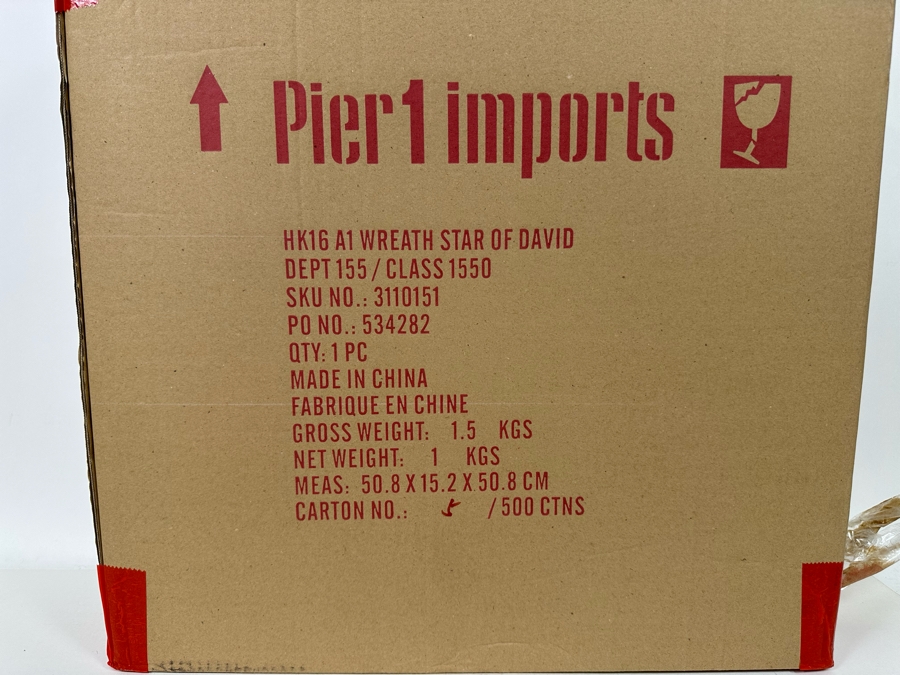 Pier 1 imports
HK16 A1 WREATH STAR OF DAVID
DEPT 155 / CLASS 1550
SKU NO.: 3110151
PO NO.: 534282
QTY: 1 PC
MADE IN CHINA
FABRIQUE EN CHINE
GROSS WEIGHT: 1.5 KGS
NET WEIGHT: 1 KGS
MEAS: 50.8 X 15.2 X 50.8 CM
CARTON NO.: / 500 CTNS